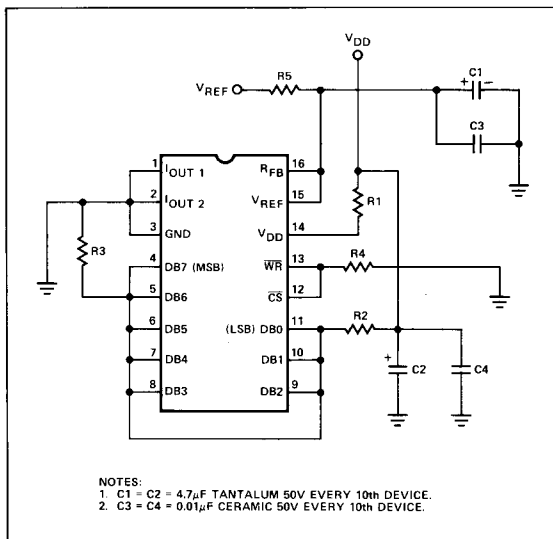 VDD
VREF
R5
C1
+
-
C3
1
IOUT 1
RFB
16
2
IOUT 2
VREF
15
R1
3
GND
VDD
14
R3
4
DB7 (MSB)
WR
13
R4
5
DB6
CS
12
6
DB5
(LSB) DB0
11
R2
7
DB4
DB1
10
+
C2
C4
8
DB3
DB2
9
NOTES:
1. C1 = C2 = 4.7µF TANTALUM 50V EVERY 10th DEVICE.
2. C3 = C4 = 0.01µF CERAMIC 50V EVERY 10th DEVICE.